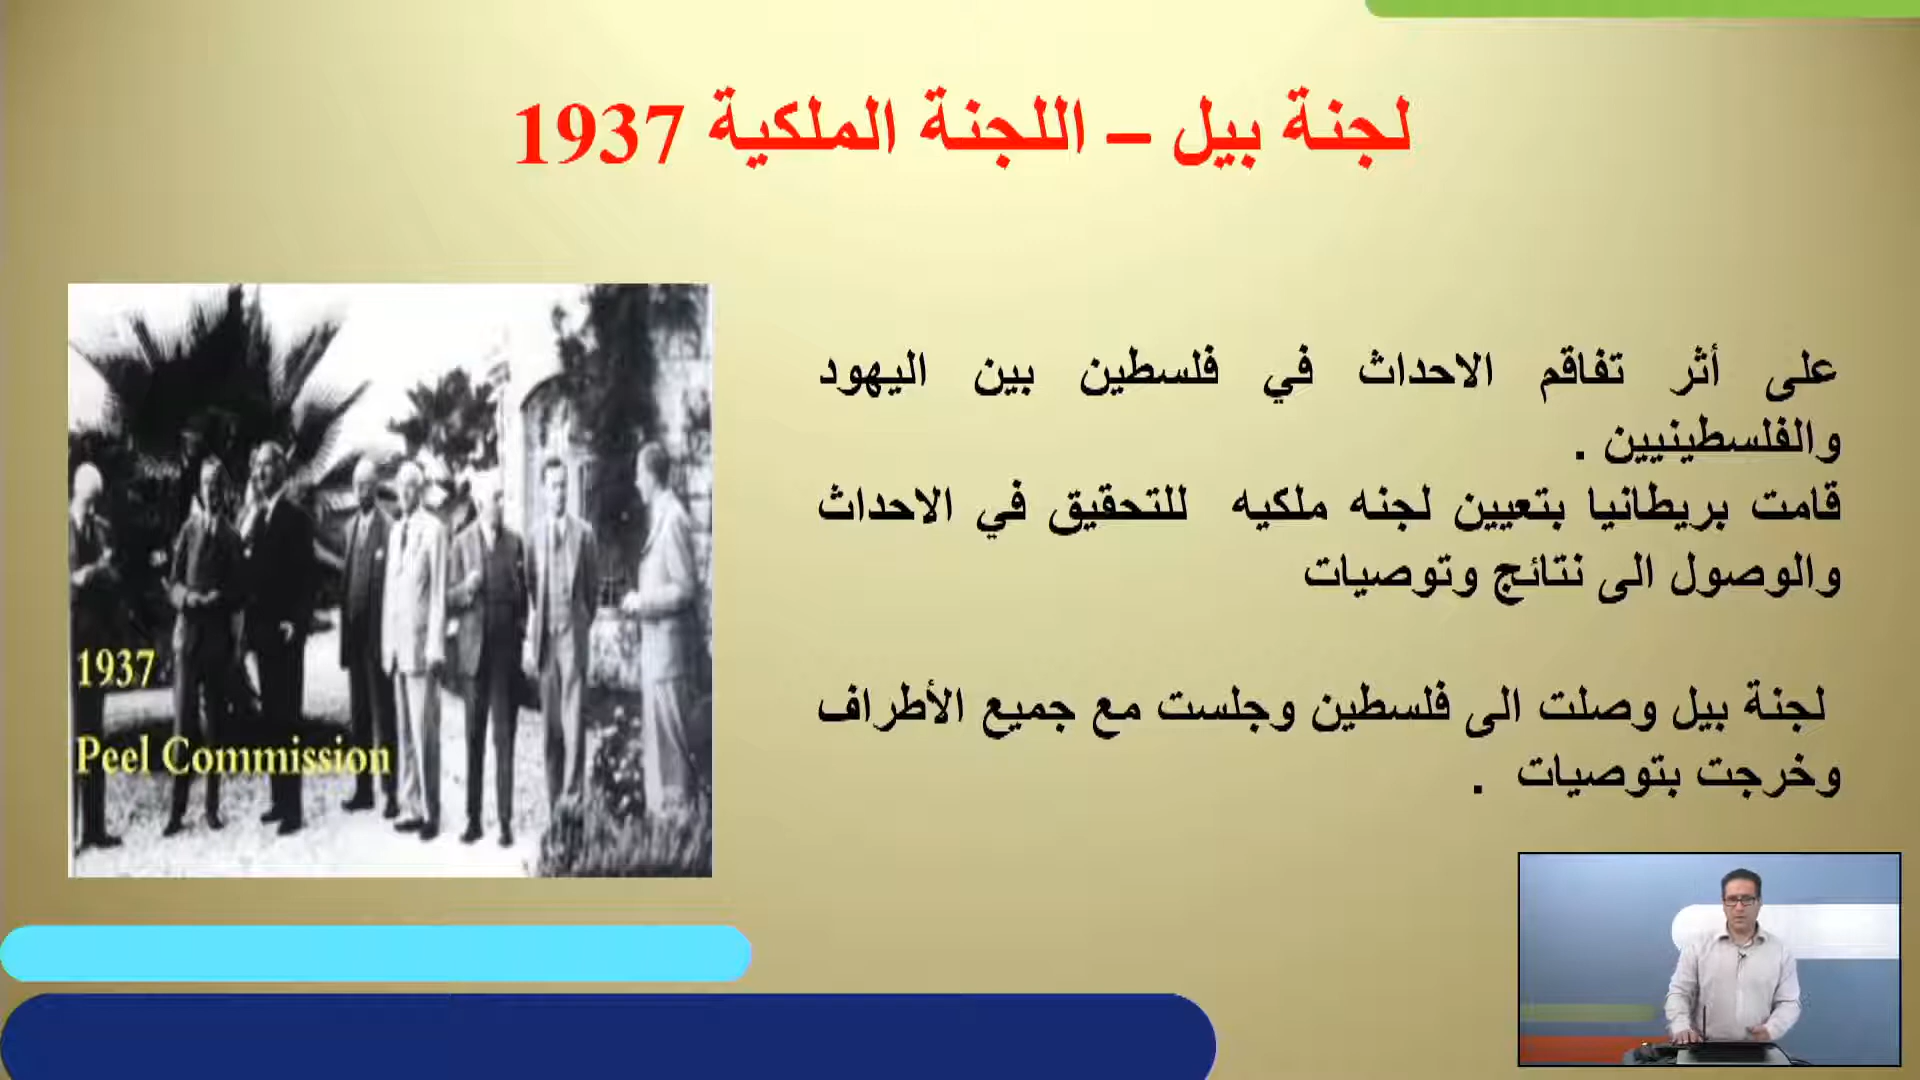 لجنة بيل – اللجنة الملكية 1937
على أثر تفاقم الاحداث في فلسطين بين اليهود
والفلسطينيين .
قامت بريطانيا بتعيين لجنه ملكيه للتحقيق في الاحداث
والوصول الى نتائج وتوصيات
لجنة بيل وصلت الى فلسطين وجلست مع جميع الأطراف
وخرجت بتوصيات .
1937
Peel Commission